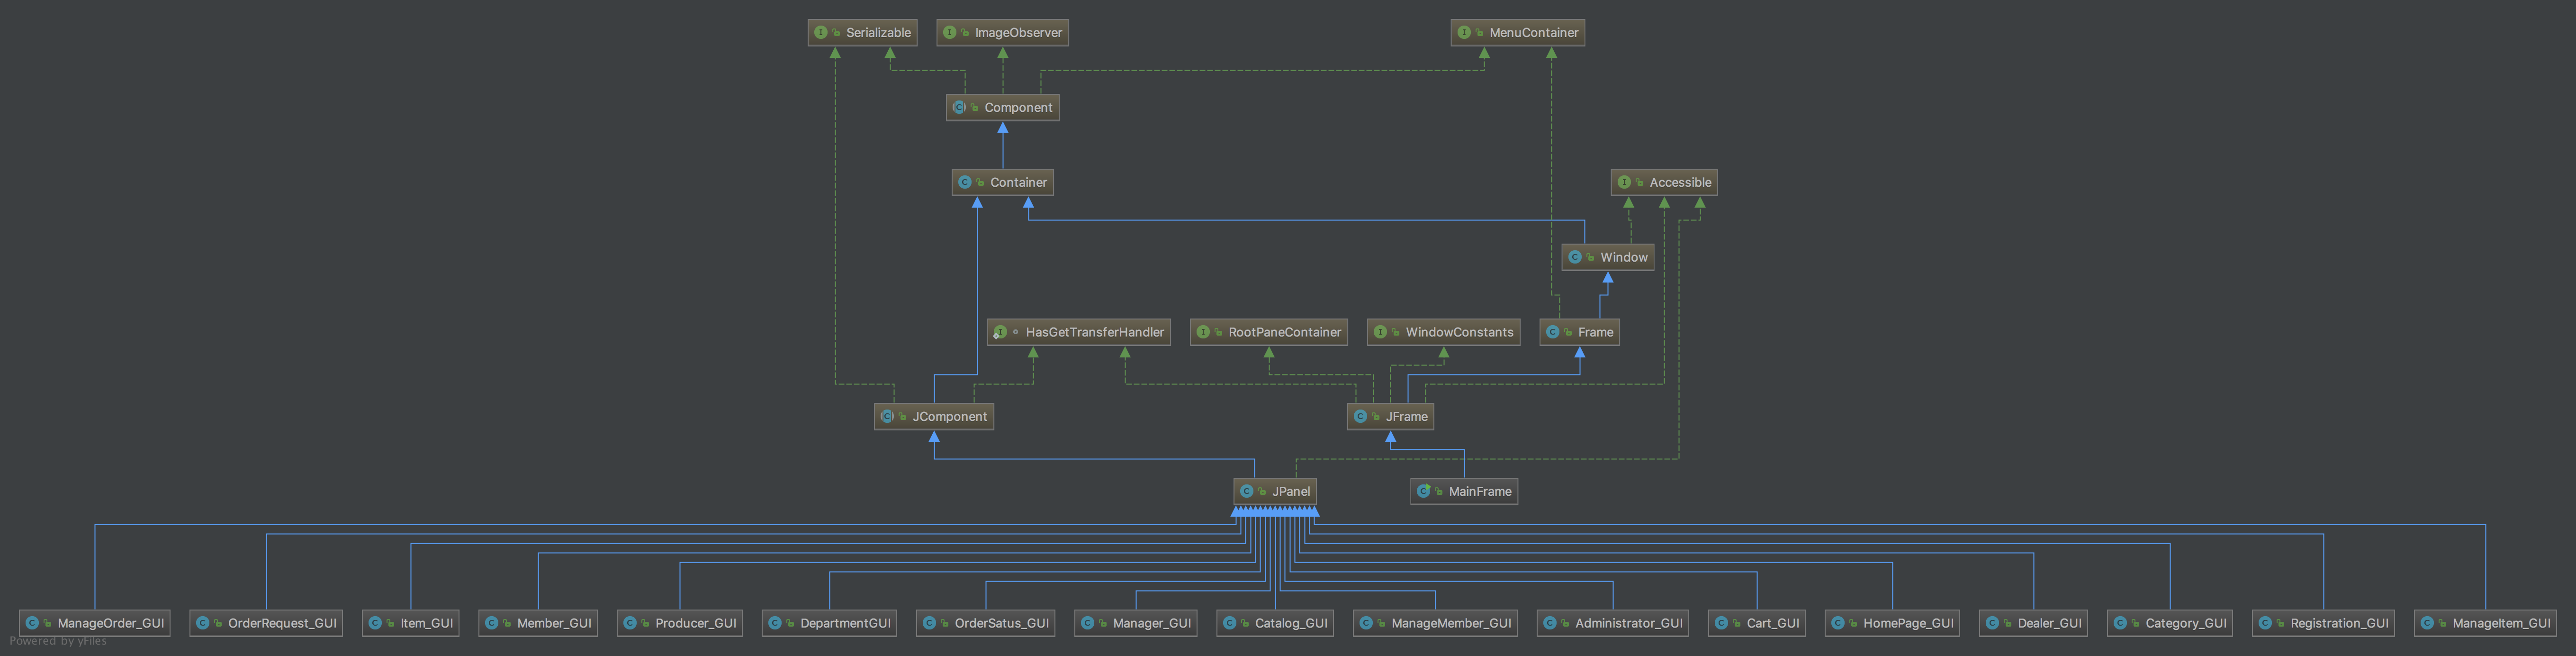 Serializable ImageObserver MenuContainer
Component
Container Accessible
Window
HasGetTransferHandler RootPaneContainer WindowConstants Frame
JComponent JFrame
JPanel MainFrame
ManageOrder_GUI OrderRequest_GUI Item_GUI Member_GUI Producer_GUI DepartmentGUI OrderSatus_GUI Manager_GUI Catalog_GUI ManageMember_GUI Administrator_GUI Cart_GUI HomePage_GUI Dealer_GUI Category_GUI Registration_GUI ManageItem_GUI
Powered by yFiles